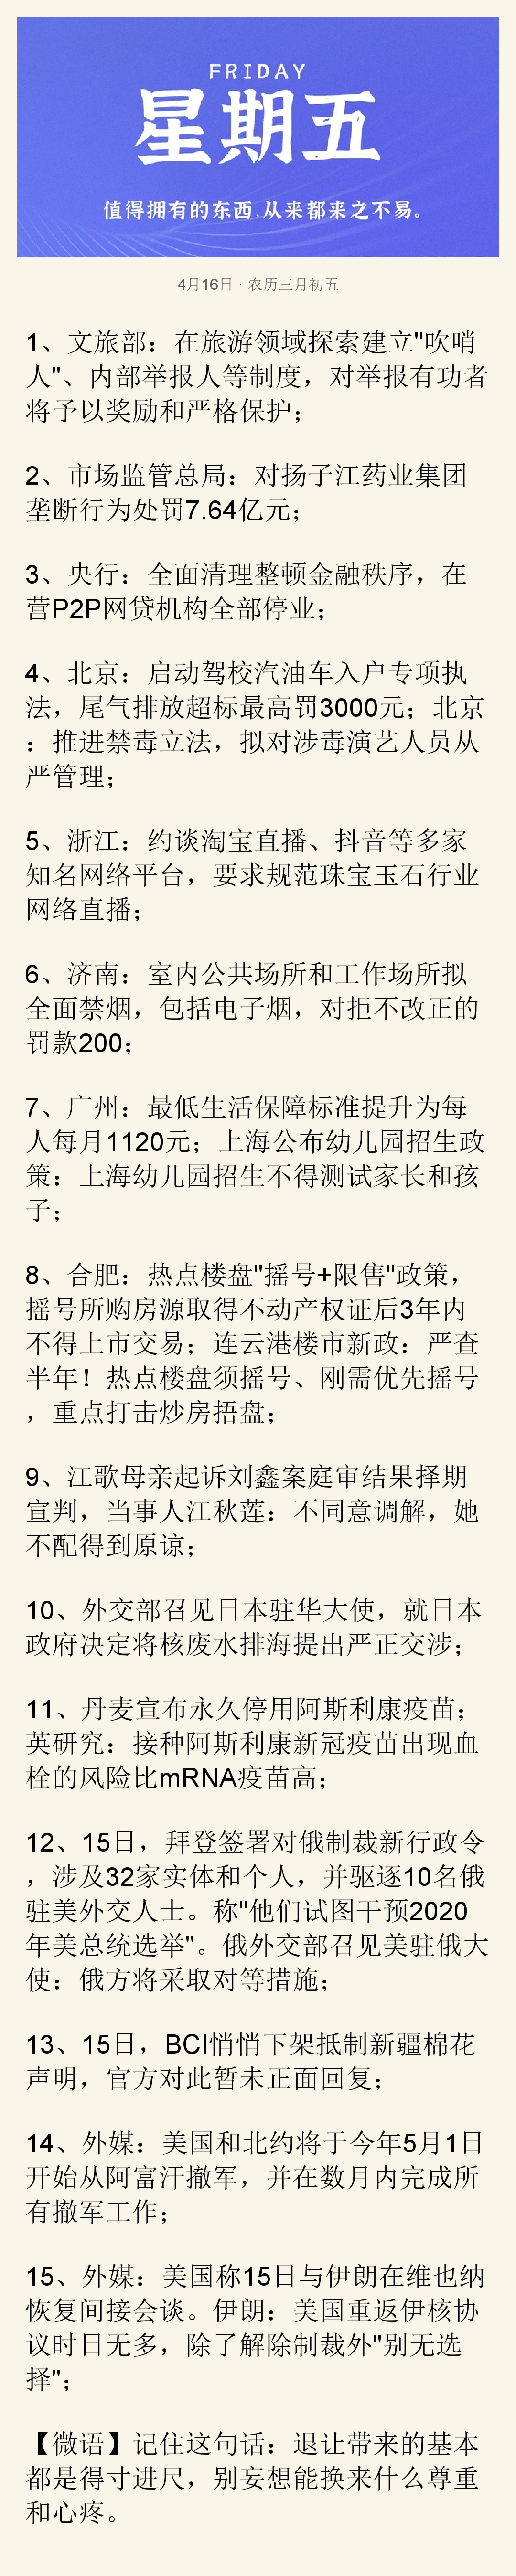 FRIDAY
星期五
值得拥有的东西,从来都来之不易。
4月16日 · 农历三月初五
1、文旅部：在旅游领域探索建立"吹哨
人"、内部举报人等制度，对举报有功者
将予以奖励和严格保护；
2、市场监管总局：对扬子江药业集团
垄断行为处罚7.64亿元；
3、央行：全面清理整顿金融秩序，在
营P2P网贷机构全部停业；
4、北京：启动驾校汽油车入户专项执
法，尾气排放超标最高罚3000元；北京
：推进禁毒立法，拟对涉毒演艺人员从
严管理；
5、浙江：约谈淘宝直播、抖音等多家
知名网络平台，要求规范珠宝玉石行业
网络直播；
6、济南：室内公共场所和工作场所拟
全面禁烟，包括电子烟，对拒不改正的
罚款200；
7、广州：最低生活保障标准提升为每
人每月1120元；上海公布幼儿园招生政
策：上海幼儿园招生不得测试家长和孩
子；
8、合肥：热点楼盘"摇号+限售"政策，
摇号所购房源取得不动产权证后3年内
不得上市交易；连云港楼市新政：严查
半年！热点楼盘须摇号、刚需优先摇号
，重点打击炒房捂盘；
9、江歌母亲起诉刘鑫案庭审结果择期
宣判，当事人江秋莲：不同意调解，她
不配得到原谅；
10、外交部召见日本驻华大使，就日本
政府决定将核废水排海提出严正交涉；
11、丹麦宣布永久停用阿斯利康疫苗；
英研究：接种阿斯利康新冠疫苗出现血
栓的风险比mRNA疫苗高；
12、15日，拜登签署对俄制裁新行政令
，涉及32家实体和个人，并驱逐10名俄
驻美外交人士。称"他们试图干预2020
年美总统选举"。俄外交部召见美驻俄大
使：俄方将采取对等措施；
13、15日，BCI悄悄下架抵制新疆棉花
声明，官方对此暂未正面回复；
14、外媒：美国和北约将于今年5月1日
开始从阿富汗撤军，并在数月内完成所
有撤军工作；
15、外媒：美国称15日与伊朗在维也纳
恢复间接会谈。伊朗：美国重返伊核协
议时日无多，除了解除制裁外"别无选
择"；
【微语】记住这句话：退让带来的基本
都是得寸进尺，别妄想能换来什么尊重
和心疼。